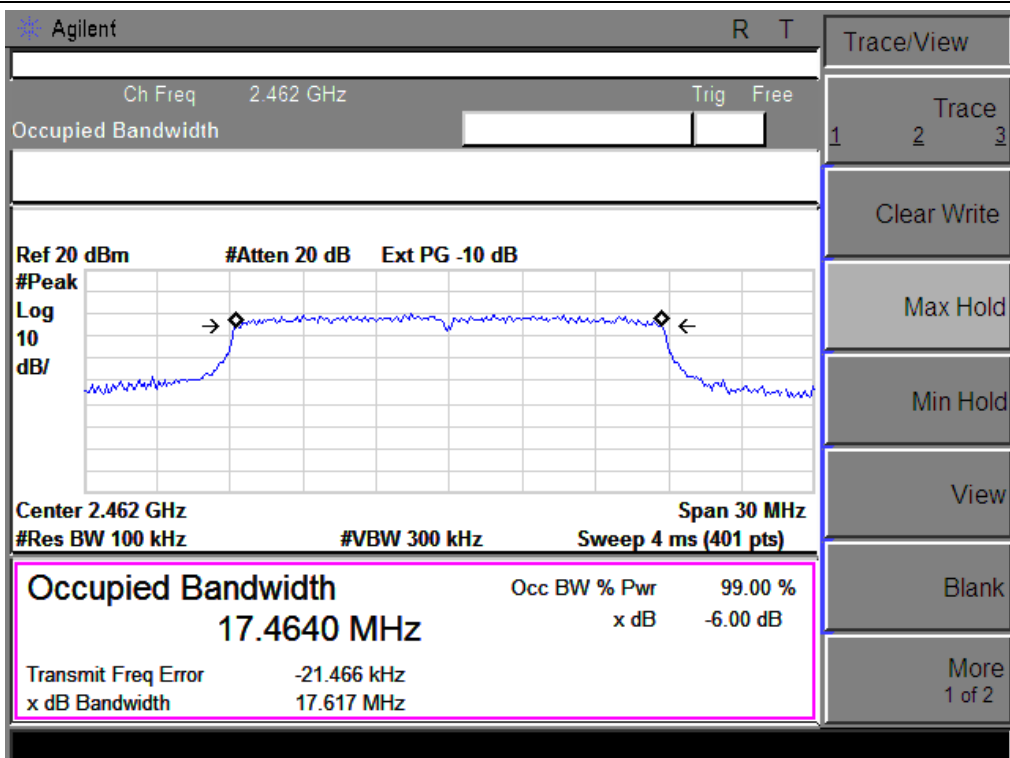 Agilent R T
Ch Freq 2.462 GHz Trig Free
Occupied Bandwidth
Ref 20 dBm #Atten 20 dB Ext PG -10 dB
#Peak
Log
10
dB/
Center 2.462 GHz Span 30 MHz
#Res BW 100 kHz #VBW 300 kHz Sweep 4 ms (401 pts)
Occupied Bandwidth Occ BW % Pwr 99.00 %
17.4640 MHz x dB -6.00 dB
Transmit Freq Error -21.466 kHz
x dB Bandwidth 17.617 MHz
Trace/View
Trace
1 2 3
Clear Write
Max Hold
Min Hold
View
Blank
More
1 of 2